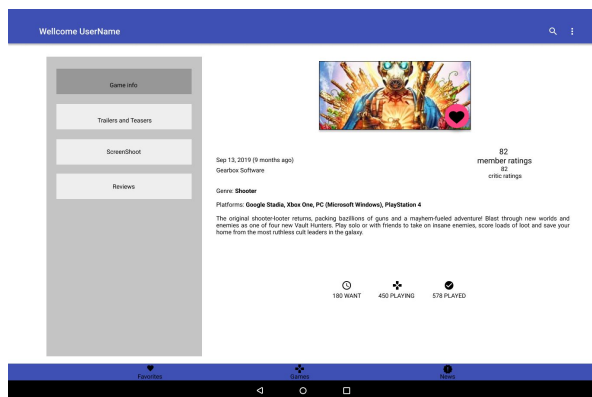 Wellcome UserName
Game info
Trailers and Teasers
ScreenShoot
Reviews
Sep 13, 2019 (9 months ago)
Gearbox Software
82
member ratings
82
critic ratings
Genre: Shooter
Platforms: Google Stadia, Xbox One, PC (Microsoft Windows), PlayStation 4
The original shooter-looter returns, packing bazillions of guns and a mayhem-fueled adventure! Blast through new worlds and
enemies as one of four new Vault Hunters. Play solo or with friends to take on insane enemies, score loads of loot and save your
home from the most ruthless cult leaders in the galaxy.
180 WANT
450 PLAYING
578 PLAYED
Favorites
Games
News